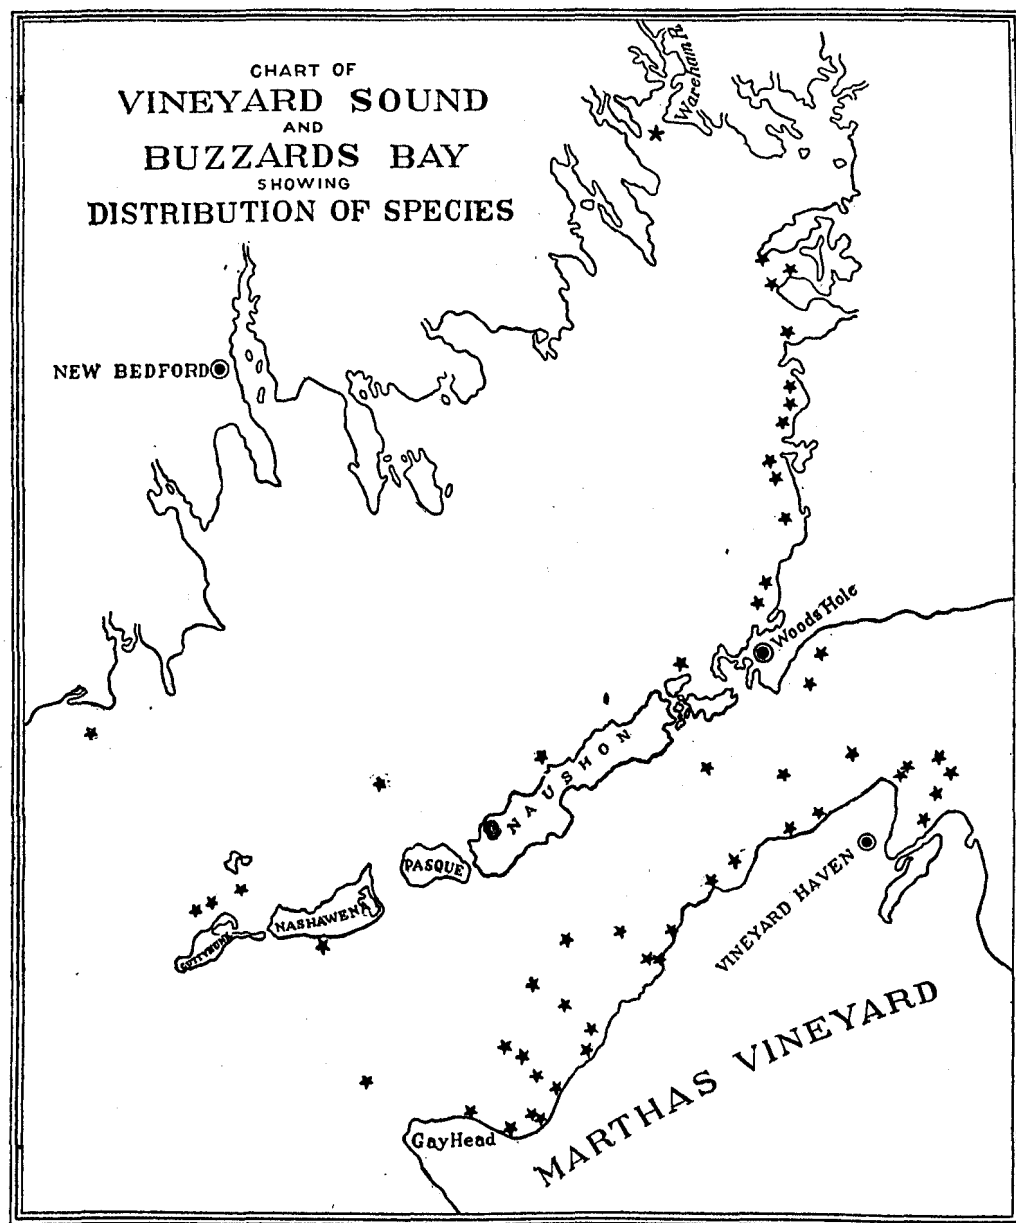 CHART OF
VINEYARD SOUND
AND
BUZZARDS BAY
SHOWING
DISTRIBUTION OF SPECIES
Wareham R.
NEW BEDFORD
Woods Hole
NAUSHON
PASQUE
NASHAWENA
CUTTYHUNK
VINEYARD HAVEN
MARTHAS VINEYARD
Gay Head